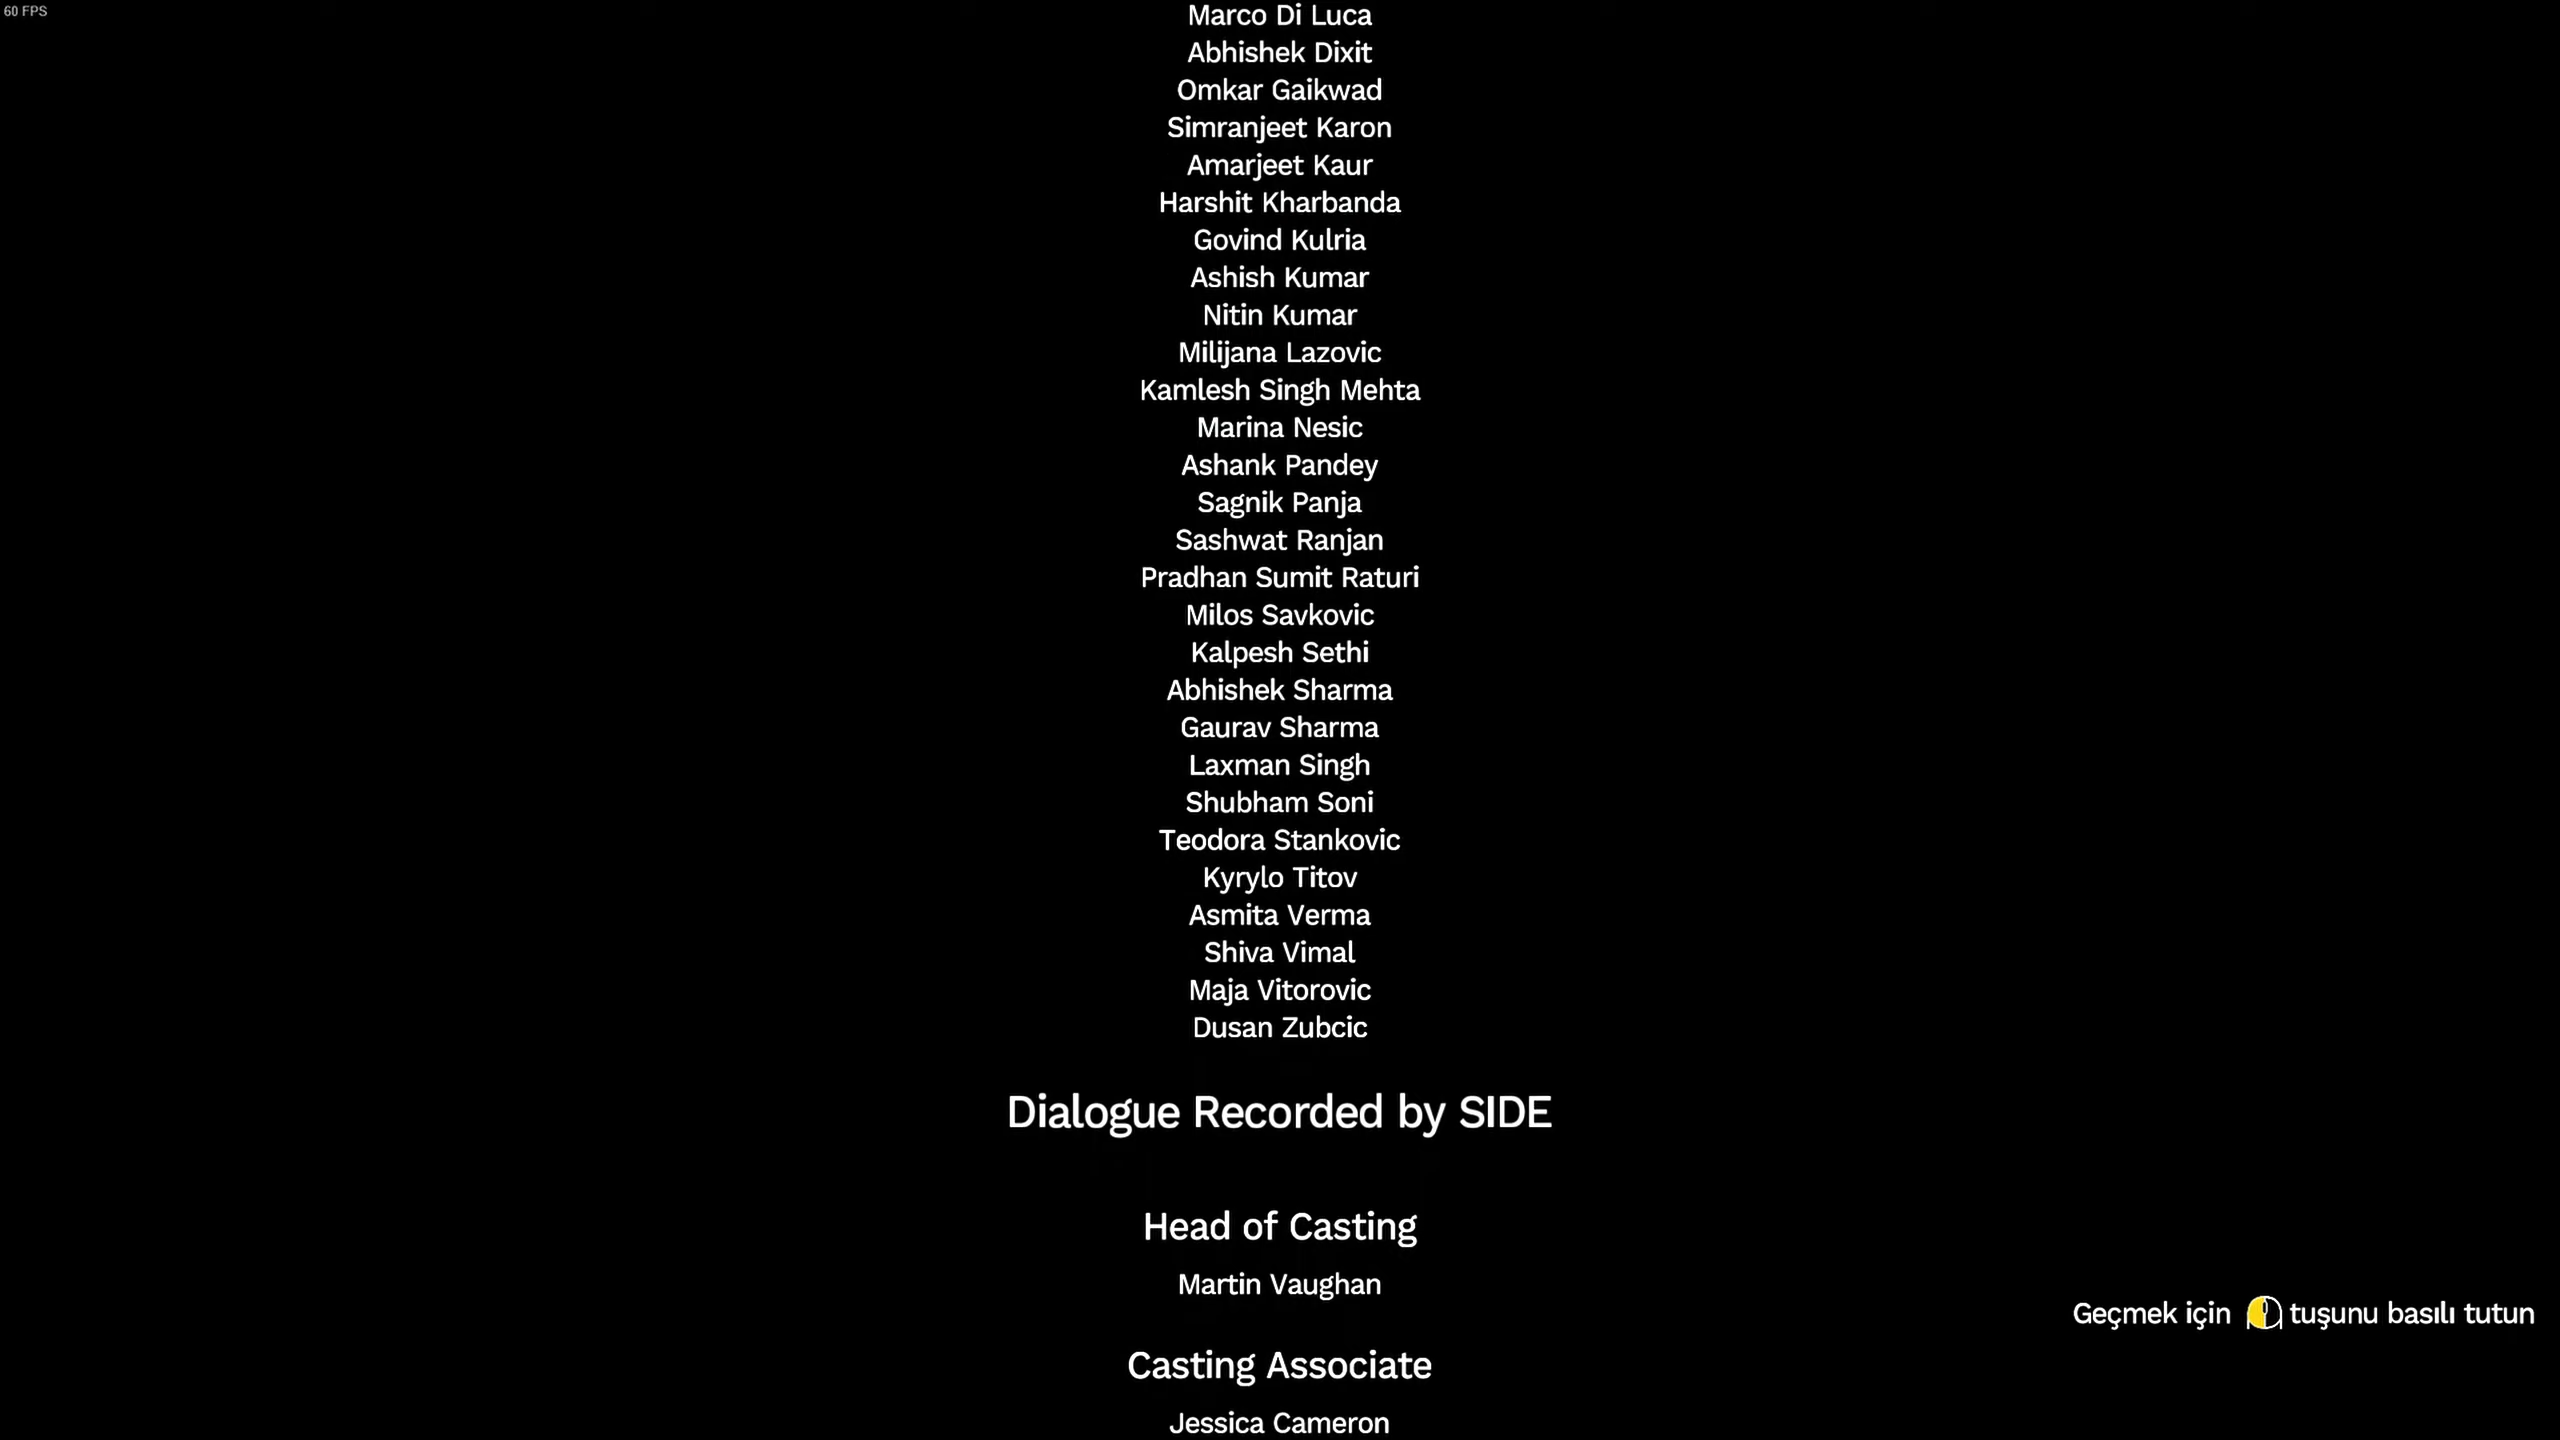 60 FPS
Marco Di Luca
Abhishek Dixit
Omkar Gaikwad
Simranjeet Karon
Amarjeet Kaur
Harshit Kharbanda
Govind Kulria
Ashish Kumar
Nitin Kumar
Milijana Lazovic
Kamlesh Singh Mehta
Marina Nesic
Ashank Pandey
Sagnik Panja
Sashwat Ranjan
Pradhan Sumit Raturi
Milos Savkovic
Kalpesh Sethi
Abhishek Sharma
Gaurav Sharma
Laxman Singh
Shubham Soni
Teodora Stankovic
Kyrylo Titov
Asmita Verma
Shiva Vimal
Maja Vitorovic
Dusan Zubcic
Dialogue Recorded by SIDE
Head of Casting
Martin Vaughan
Geçmek için tuşunu basılı tutun
Casting Associate
Jessica Cameron